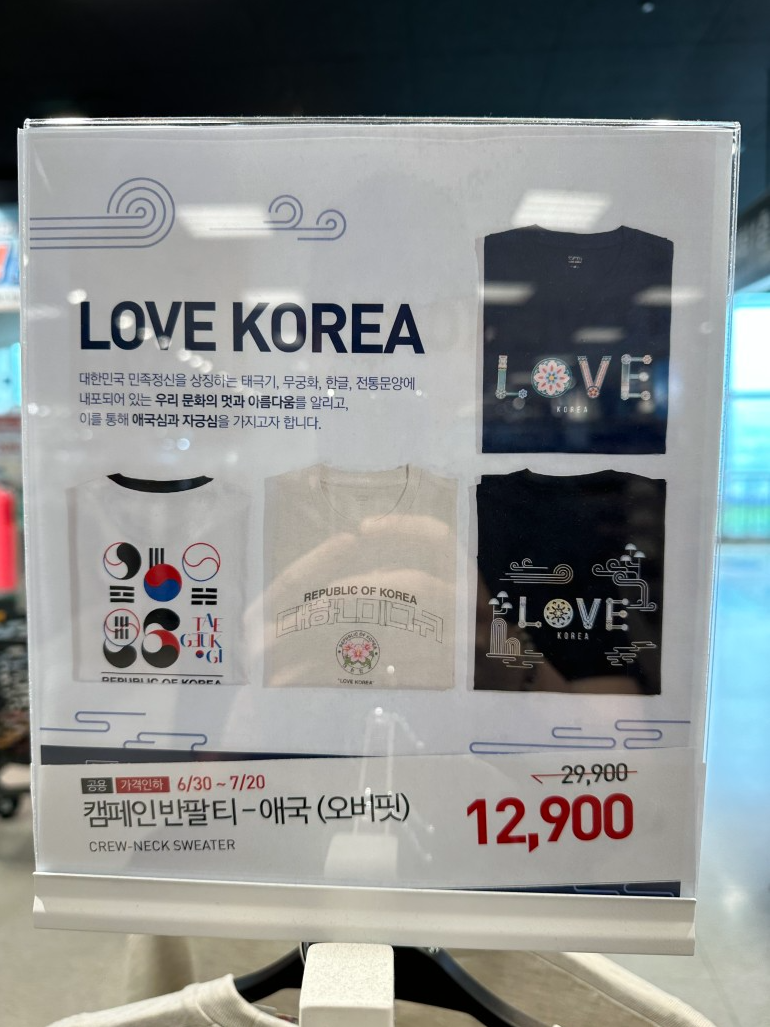 LOVE KOREA
대한민국 민족정신을 상징하는 태극기, 무궁화, 한글, 전통문양에
내포되어 있는 우리 문화의 멋과 아름다움를 알리고,
이를 통해 애국심과 자긍심을 가지고자 합니다.
LOVE
KOREA
TAE
GEUK
GI
REPUBLIC OF KOREA
REPUBLIC OF KOREA
대한민국
REPUBLIC OF KOREA
"LOVE KOREA"
LOVE
KOREA
공용 가격인하 6/30 ~ 7/20
29,900
캠페인반팔티-애국 (오버핏)
12,900
CREW-NECK SWEATER